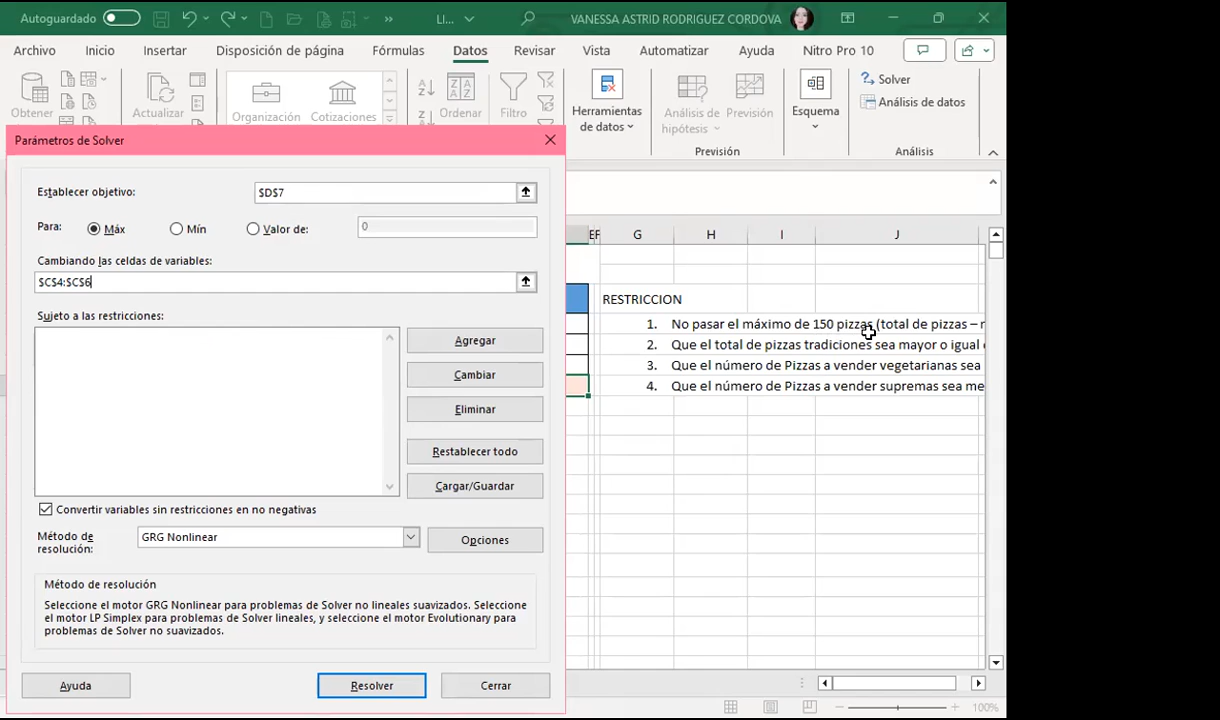 Autoguardado
LI...
VANESSA ASTRID RODRIGUEZ CORDOVA
Archivo Inicio Insertar Disposición de página Fórmulas Datos Revisar Vista Automatizar Ayuda Nitro Pro 10
Obtener
Actualizar
Organización
Cotizaciones
Ordenar
Filtro
Herramientas
de datos
Análisis de
hipótesis
Previsión
Esquema
Solver
Análisis de datos
Previsión
Análisis
Parámetros de Solver
Establecer objetivo:
$D$7
Para:
Máx
Mín
Valor de:
0
Cambiando las celdas de variables:
$C$4:$C$6
Sujeto a las restricciones:
Agregar
Cambiar
Eliminar
Restablecer todo
Cargar/Guardar
Convertir variables sin restricciones en no negativas
Método de
resolución:
GRG Nonlinear
Opciones
Método de resolución
Seleccione el motor GRG Nonlinear para problemas de Solver no lineales suavizados. Seleccione
el motor LP Simplex para problemas de Solver lineales, y seleccione el motor Evolutionary para
problemas de Solver no suavizados.
Ayuda
Resolver
Cerrar
E F G H I J
RESTRICCION
1. No pasar el máximo de 150 pizzas (total de pizzas –
2. Que el total de pizzas tradiciones sea mayor o igual
3. Que el número de Pizzas a vender vegetarianas sea
4. Que el número de Pizzas a vender supremas sea
100%